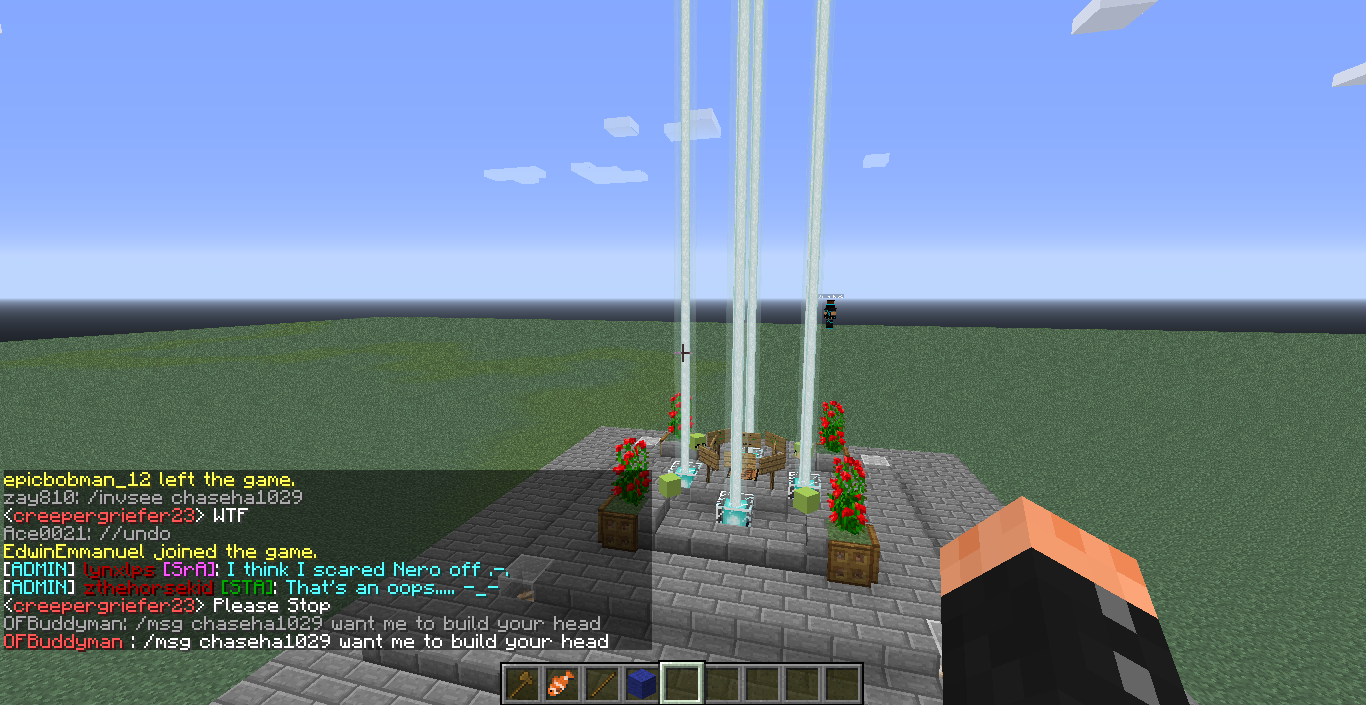 epicbobman_12 left the game.
zay810: /invsee chaseha1029
<creepergriefer23> WTF
Ace0021: //undo
EdwinEmmanuel joined the game.
[ADMIN] lynxlps [SrA]: I think I scared Nero off .-.
[ADMIN] zthehorsekid [STA]: That's an oops..... -_-
<creepergriefer23> Please Stop
OFBuddyman: /msg chaseha1029 want me to build your head
OFBuddyman : /msg chaseha1029 want me to build your head